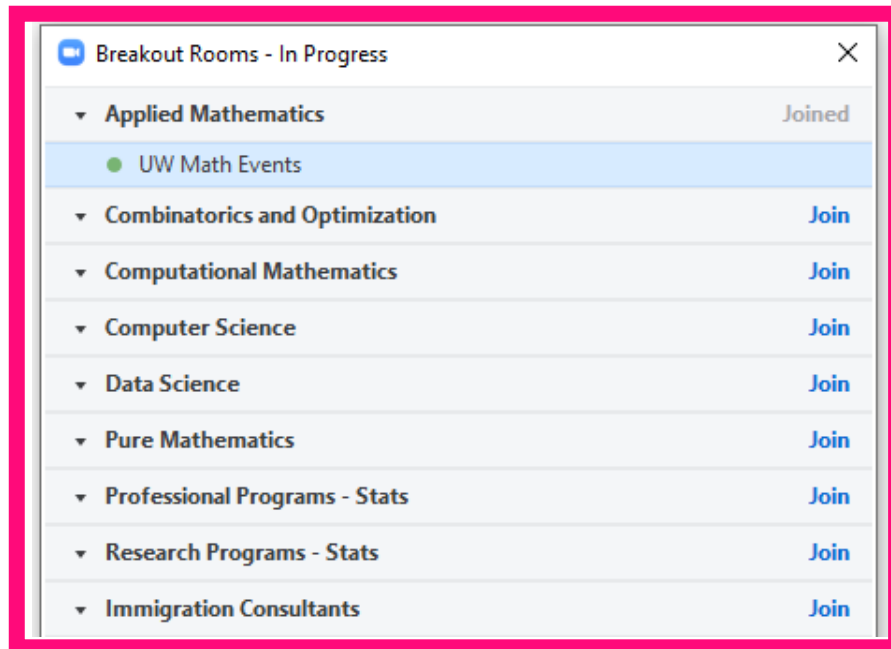 Breakout Rooms - In Progress
Applied Mathematics Joined
UW Math Events
Combinatorics and Optimization Join
Computational Mathematics Join
Computer Science Join
Data Science Join
Pure Mathematics Join
Professional Programs - Stats Join
Research Programs - Stats Join
Immigration Consultants Join